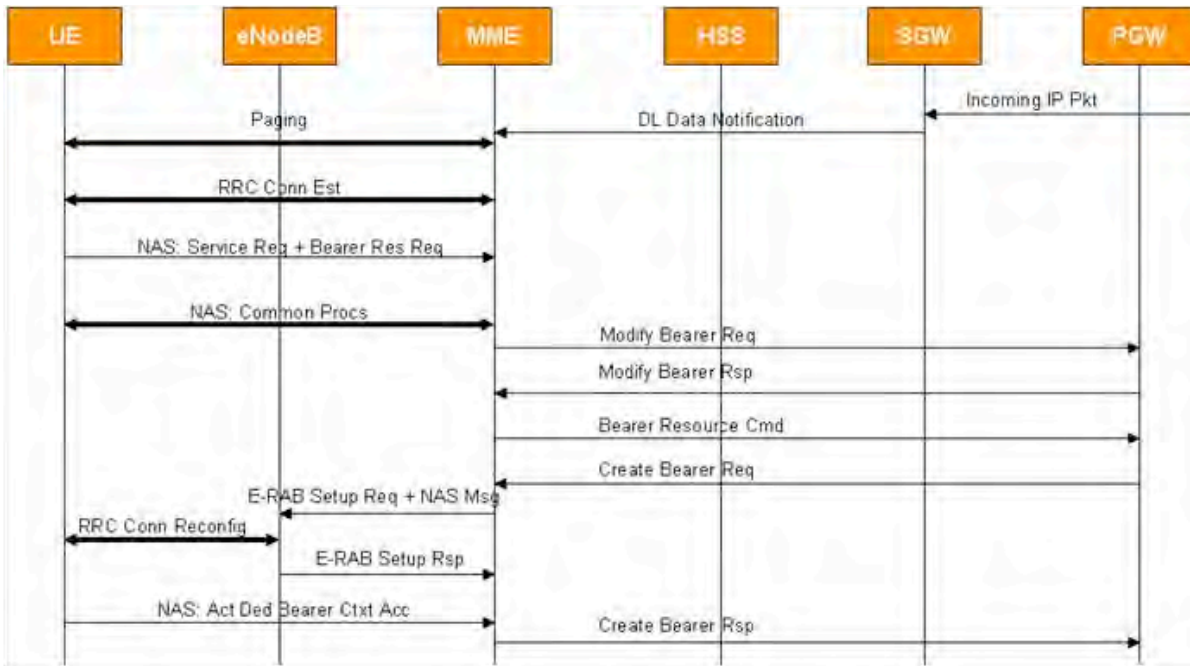 UE eNodeB MME HSS SGW PGW
Incoming IP Pkt
Paging
DL Data Notification
RRC Conn Est
NAS: Service Req + Bearer Res Req
NAS: Common Procs
Modify Bearer Req
Modify Bearer Rsp
Bearer Resource Cmd
Create Bearer Req
E-RAB Setup Req + NAS Msg
RRC Conn Reconfig
E-RAB Setup Rsp
NAS: Act Ded Bearer Ctxt Acc
Create Bearer Rsp